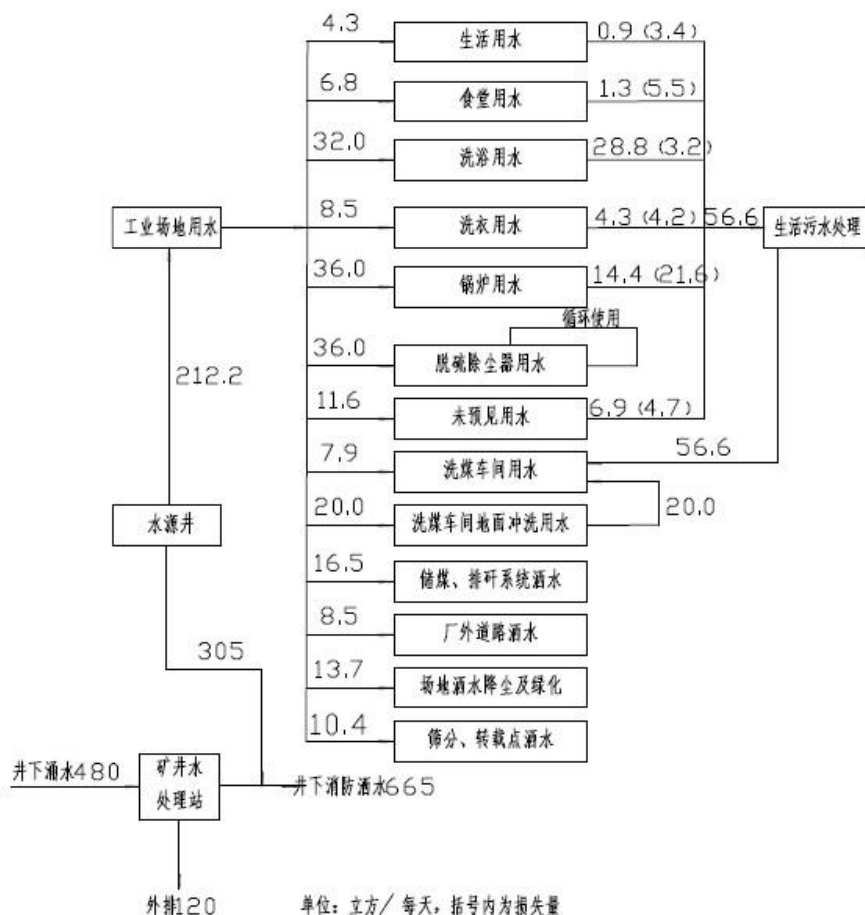 4.3
生活用水
0.9 (3.4)
6.8
食堂用水
1.3 (5.5)
32.0
洗浴用水
28.8 (3.2)
工业场地用水
8.5
洗衣用水
4.3 (4.2)
56.6
生活污水处理
36.0
锅炉用水
14.4 (21.6)
循环使用
36.0
脱硫除尘器用水
212.2
11.6
未预见用水
6.9 (4.7)
7.9
洗煤车间用水
56.6
水源井
20.0
洗煤车间地面冲洗用水
20.0
16.5
储煤、排矸系统洒水
8.5
厂外道路洒水
305
13.7
场地洒水降尘及绿化
10.4
筛分、转载点洒水
井下涌水480
矿井水
处理站
井下消防洒水665
外排120
单位：立方/ 每天，括号内为损失量